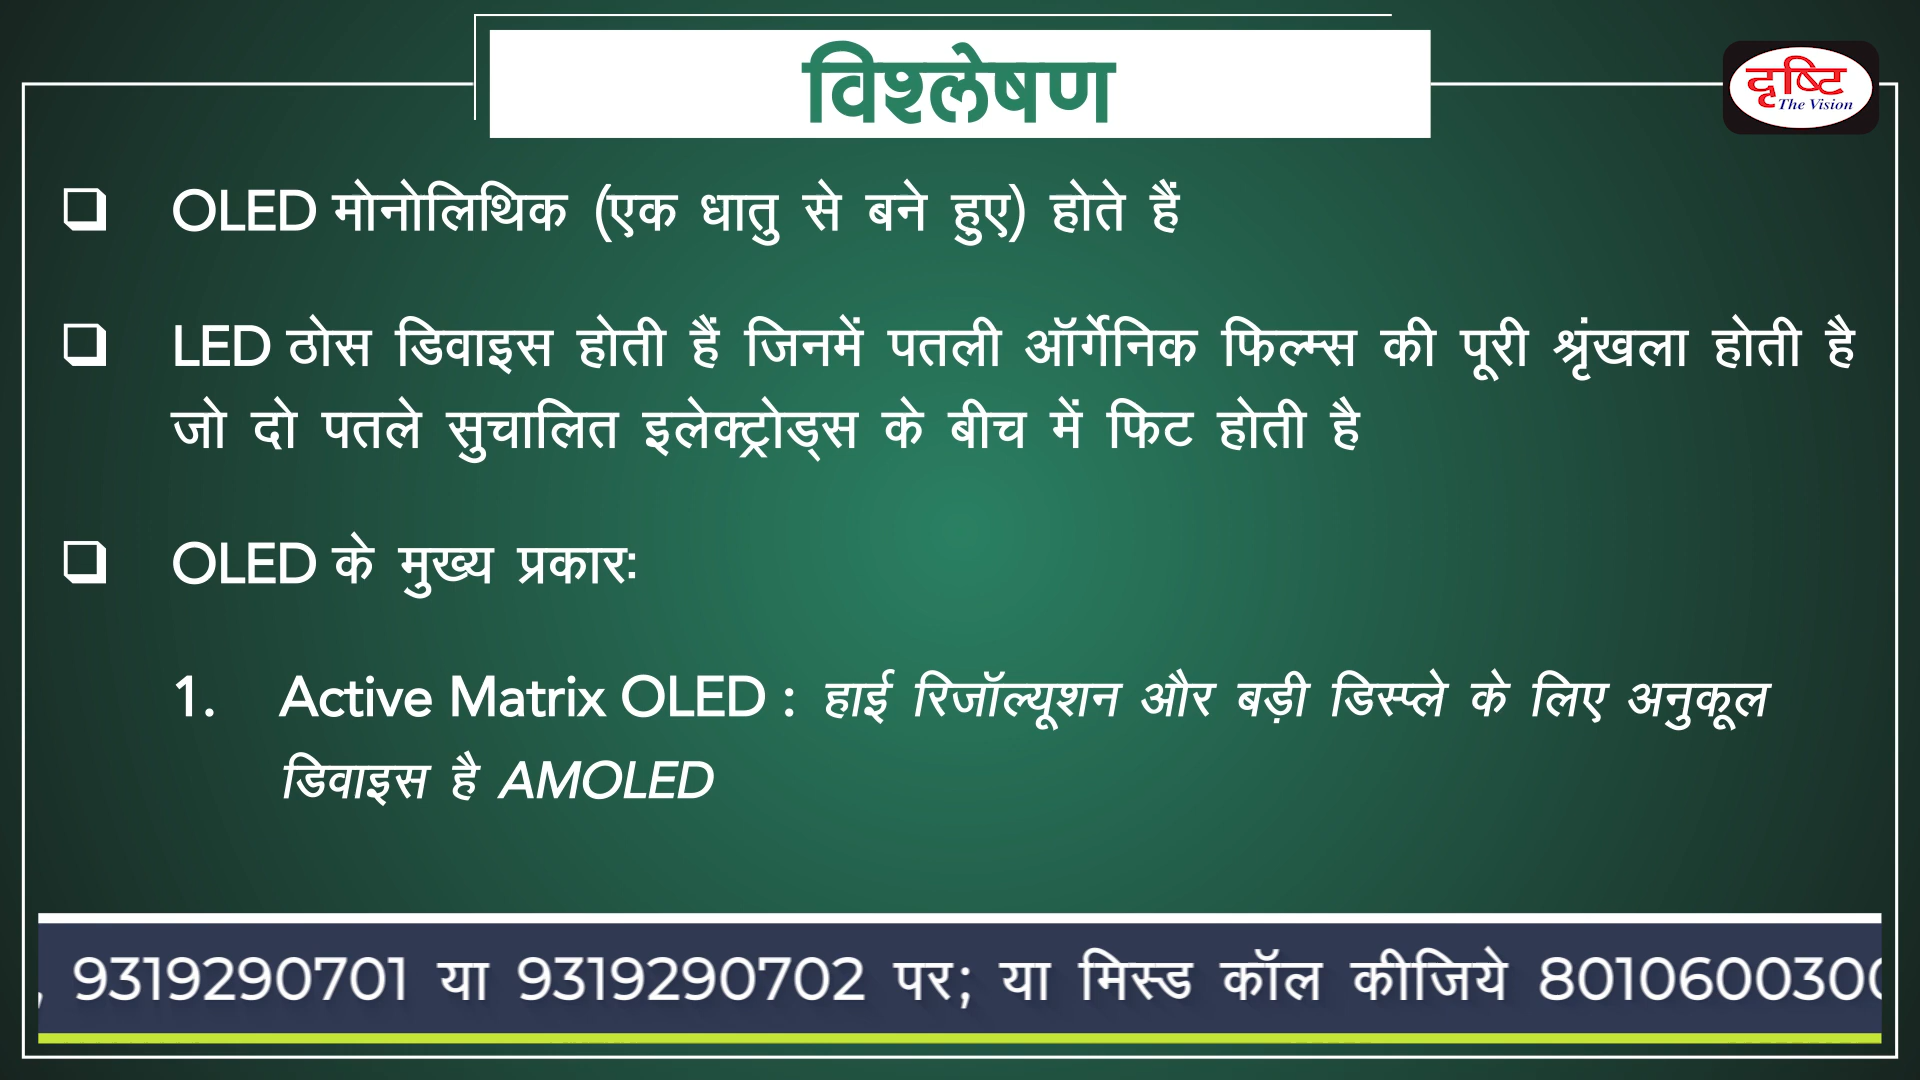 विश्लेषण
दृष्टि
The Vision
❑ OLED मोनोलिथिक (एक धातु से बने हुए) होते हैं
❑ LED ठोस डिवाइस होती हैं जिनमें पतली ऑर्गेनिक फिल्म्स की पूरी श्रृंखला होती है
जो दो पतले सुचालित इलेक्ट्रोड्स के बीच में फिट होती है
❑ OLED के मुख्य प्रकारः
1. Active Matrix OLED : हाई रिजॉल्यूशन और बड़ी डिस्प्ले के लिए अनुकूल
डिवाइस है AMOLED
, 9319290701 या 9319290702 पर; या मिस्ड कॉल कीजिये 8010600300